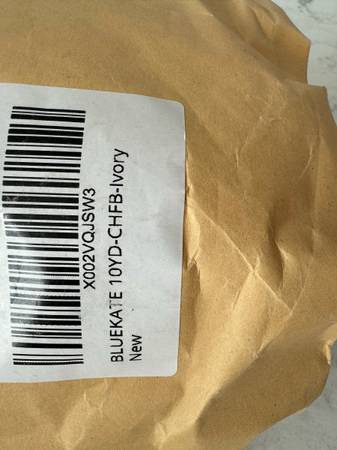 X002VQJSW3
BLUEKATE 10YD-CHFB-Ivory
New